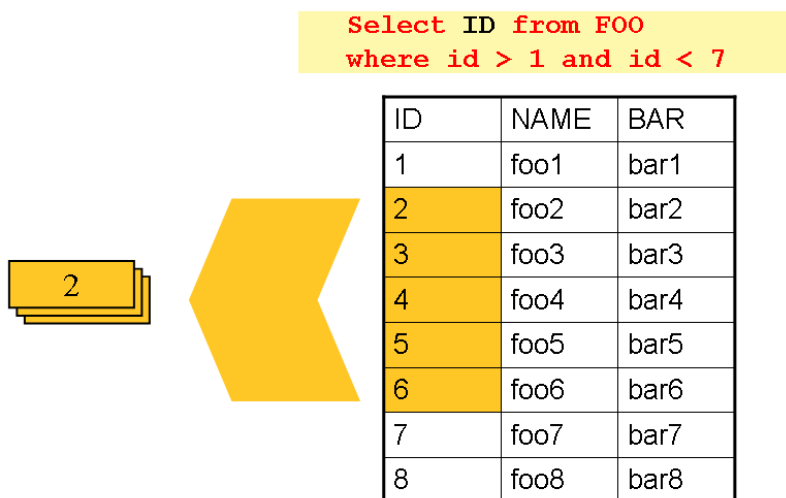 Select ID from FOO
where id > 1 and id < 7
ID NAME BAR
1 foo1 bar1
2 foo2 bar2
3 foo3 bar3
4 foo4 bar4
5 foo5 bar5
6 foo6 bar6
7 foo7 bar7
8 foo8 bar8
2